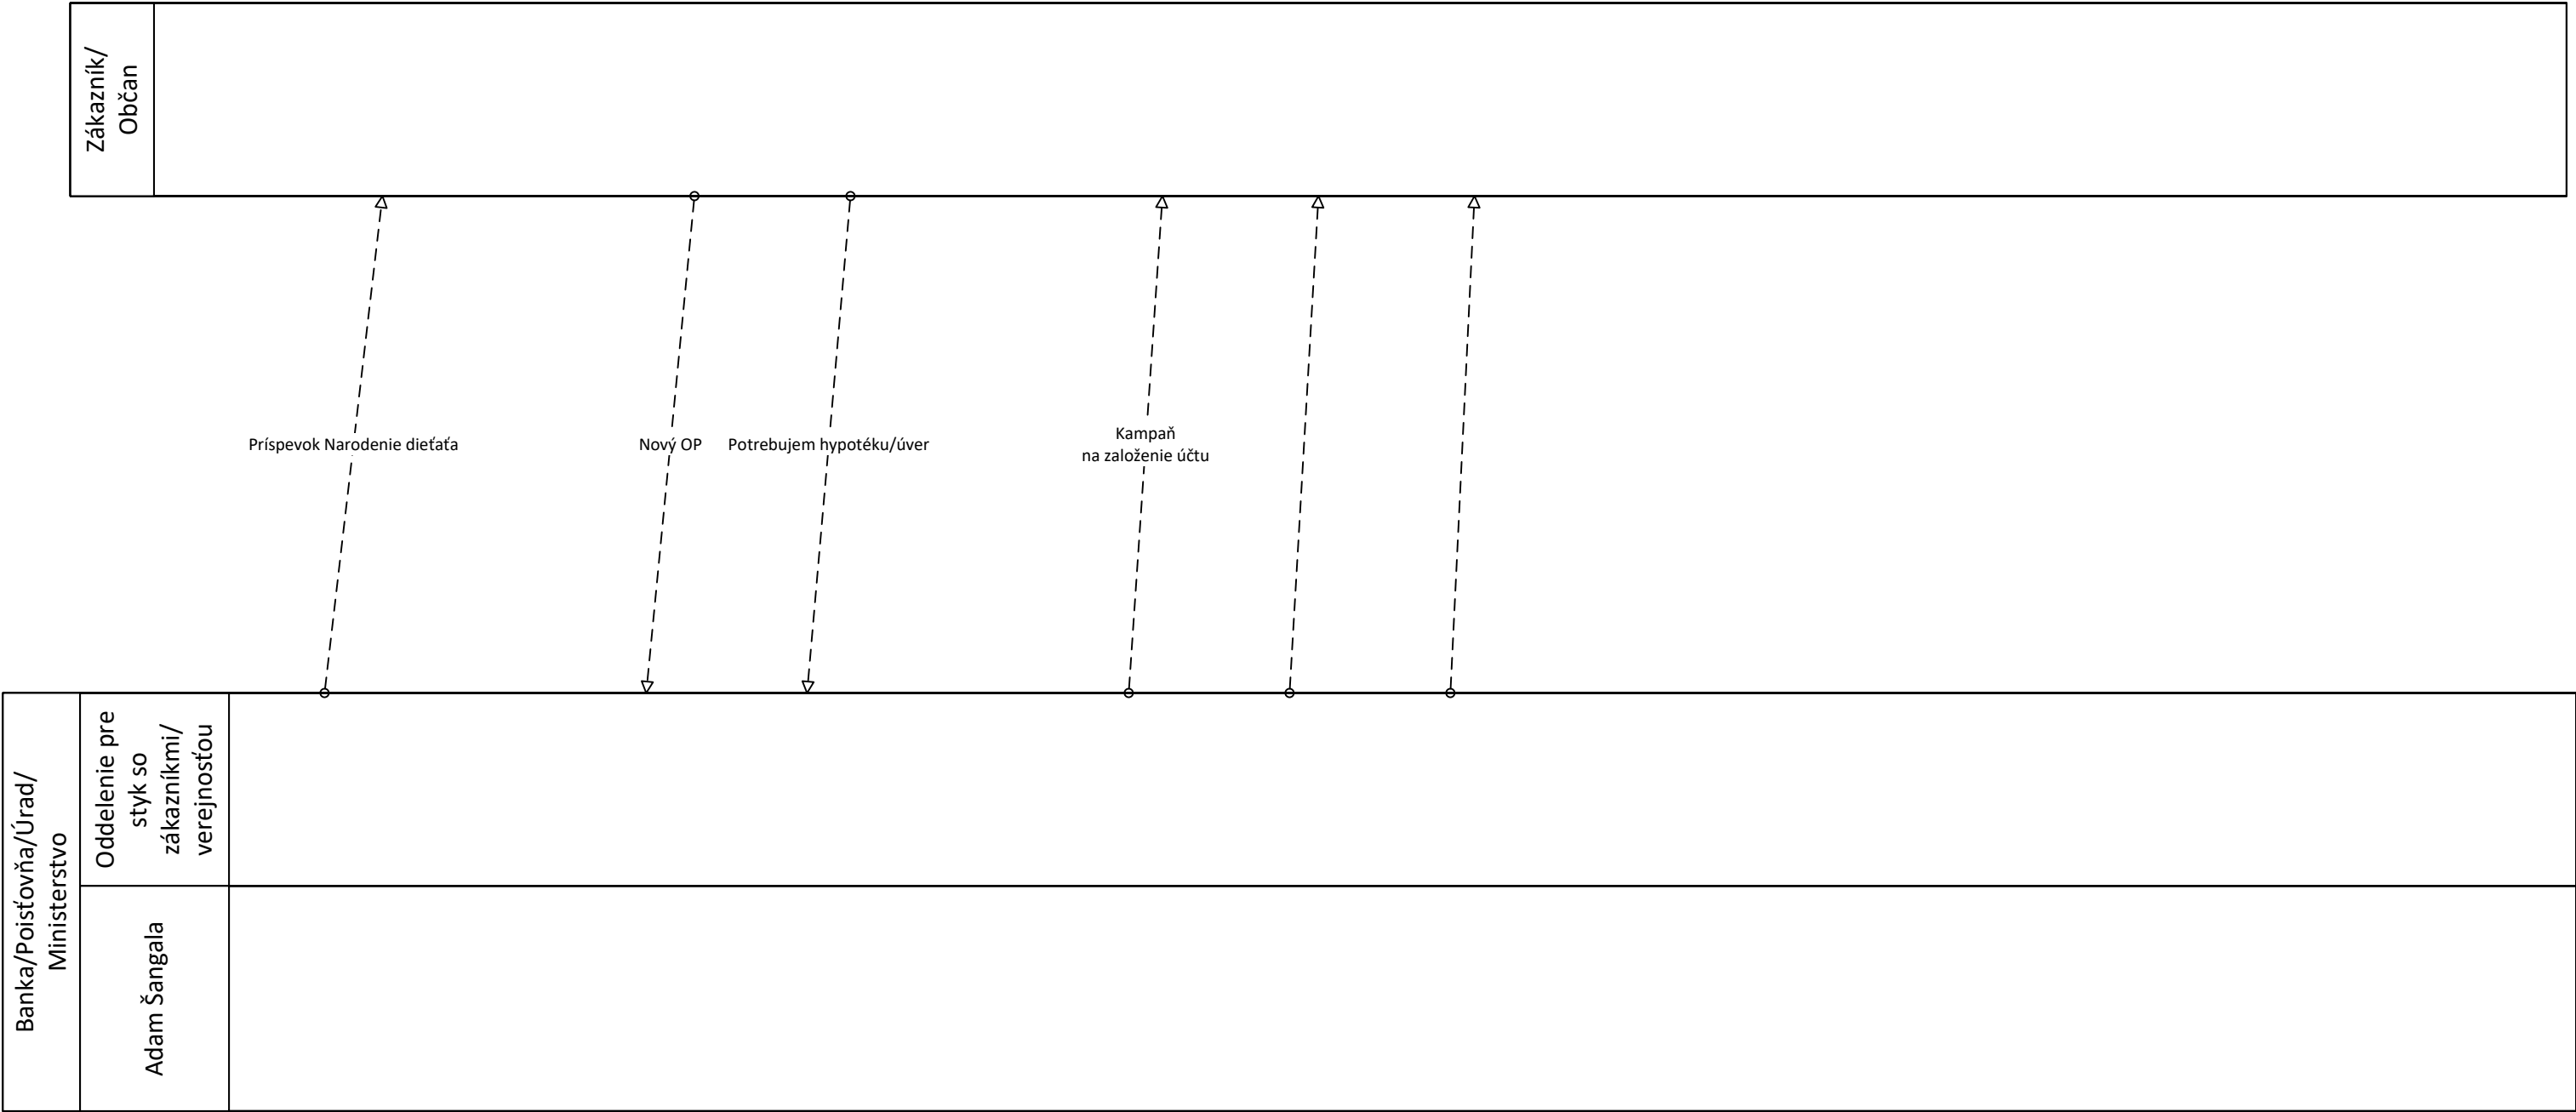 Zákazník/
Občan
Príspevok Narodenie dieťaťa
Nový OP
Potrebujem hypotéku/úver
Kampaň
na založenie účtu
Banka/Poisťovňa/Úrad/
Ministerstvo
Oddelenie pre
styk so
zákazníkmi/
verejnosťou
Adam Šangala